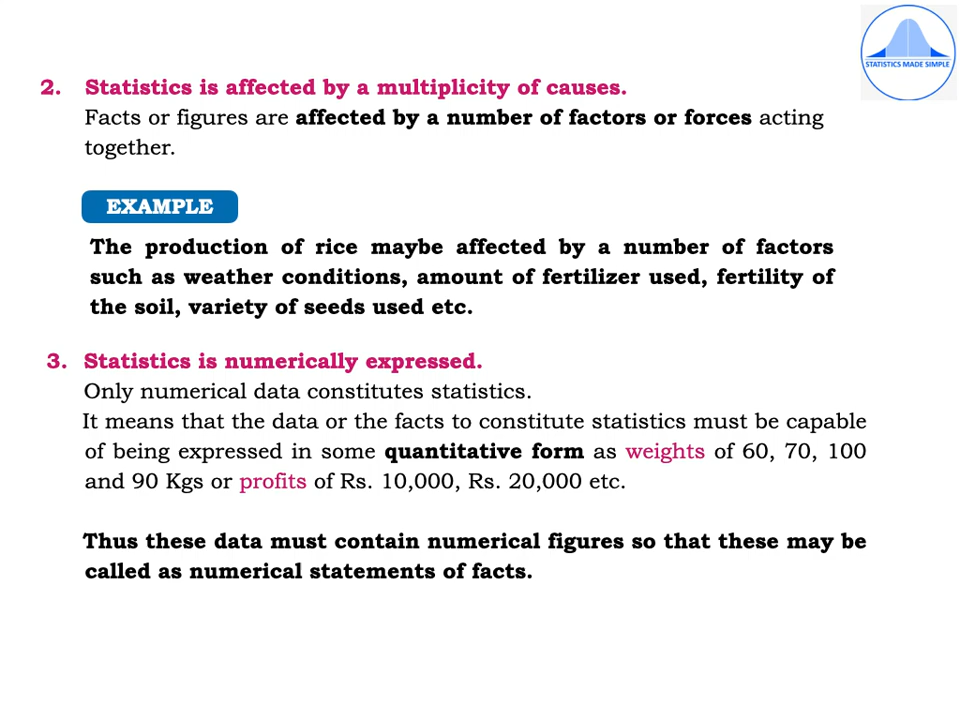 STATISTICS MADE SIMPLE
2. Statistics is affected by a multiplicity of causes.
Facts or figures are affected by a number of factors or forces acting
together.
EXAMPLE
The production of rice maybe affected by a number of factors
such as weather conditions, amount of fertilizer used, fertility of
the soil, variety of seeds used etc.
3. Statistics is numerically expressed.
Only numerical data constitutes statistics.
It means that the data or the facts to constitute statistics must be capable
of being expressed in some quantitative form as weights of 60, 70, 100
and 90 Kgs or profits of Rs. 10,000, Rs. 20,000 etc.
Thus these data must contain numerical figures so that these may be
called as numerical statements of facts.